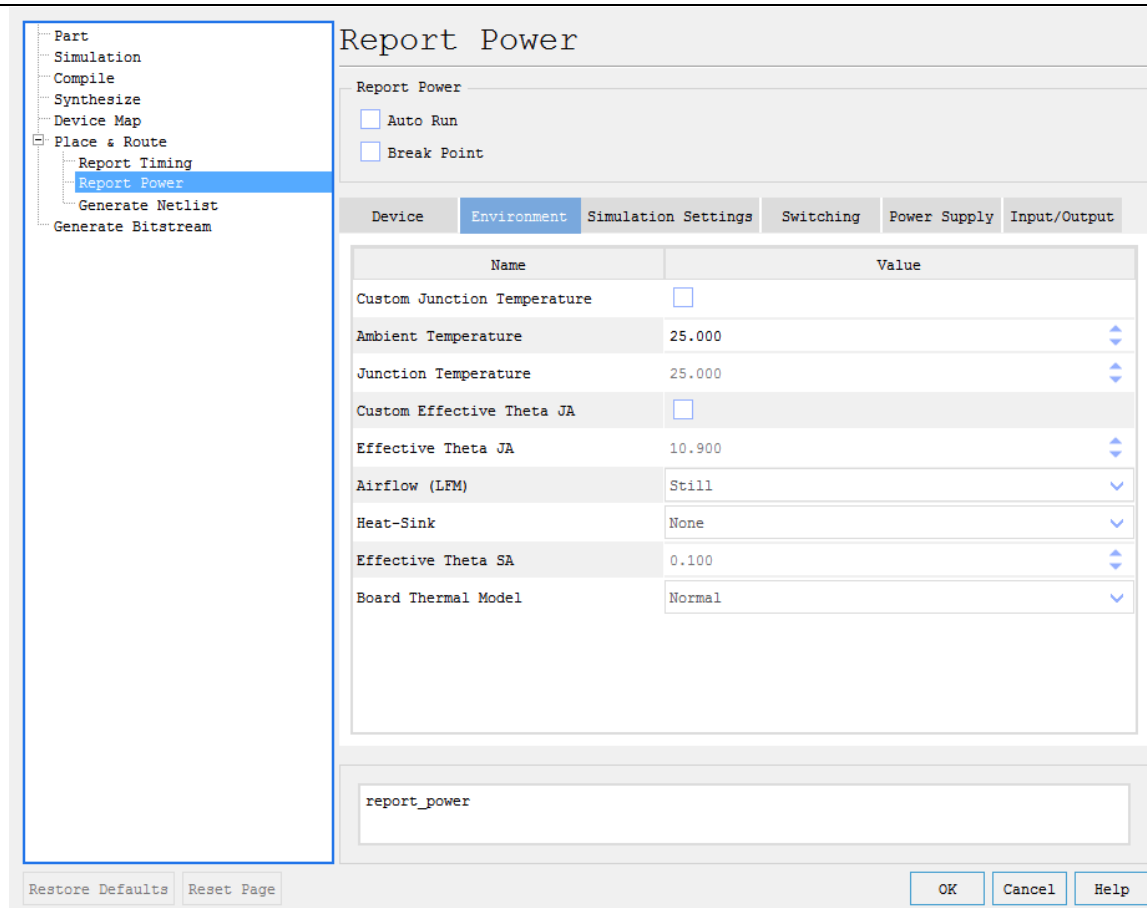 Part
Simulation
Compile
Synthesize
Device Map
Place & Route
Report Timing
Report Power
Generate Netlist
Generate Bitstream
Report Power
Report Power
Auto Run
Break Point
Device Environment Simulation Settings Switching Power Supply Input/Output
Name Value
Custom Junction Temperature
Ambient Temperature 25.000
Junction Temperature 25.000
Custom Effective Theta JA
Effective Theta JA 10.900
Airflow (LFM) Still
Heat-Sink None
Effective Theta SA 0.100
Board Thermal Model Normal
report_power
Restore Defaults Reset Page OK Cancel Help